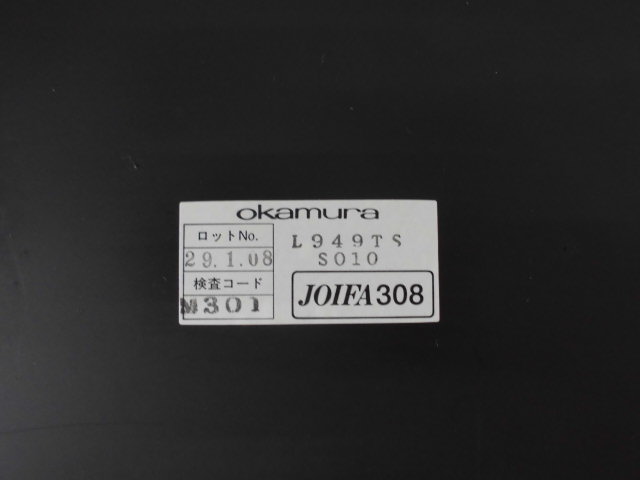 okamura
ロットNo.
29.1.08
検査コード
M301
L949TS
S010
JOIFA308